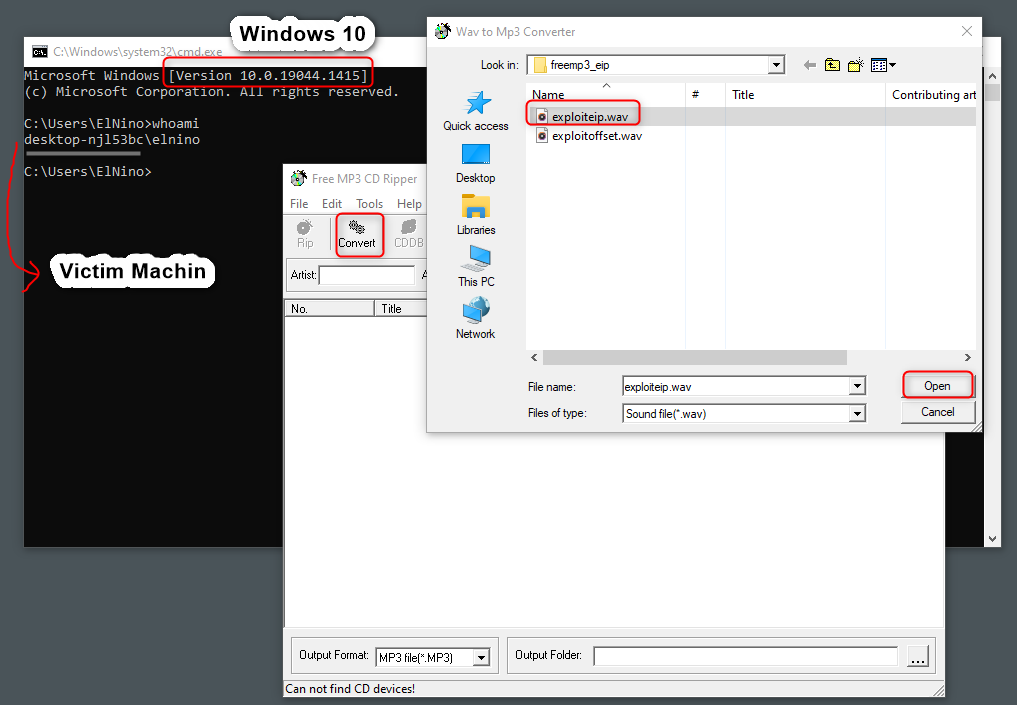 Windows 10
C:\Windows\system32\cmd.exe
Microsoft Windows [Version 10.0.19044.1415]
(c) Microsoft Corporation. All rights reserved.
C:\Users\ElNino>whoami
desktop-njl53bc\elnino
C:\Users\ElNino>
Victim Machin
Free MP3 CD Ripper
File Edit Tools Help
Rip Convert CDDB
Artist:
No. Title
Output Format: MP3 file(*.MP3) Output Folder: ...
Can not find CD devices!
Wav to Mp3 Converter
Look in: freemp3_eip
Quick access
Desktop
Libraries
This PC
Network
Name # Title Contributing art
exploiteip.wav
exploitoffset.wav
File name: exploiteip.wav Open
Files of type: Sound file(*.wav) Cancel